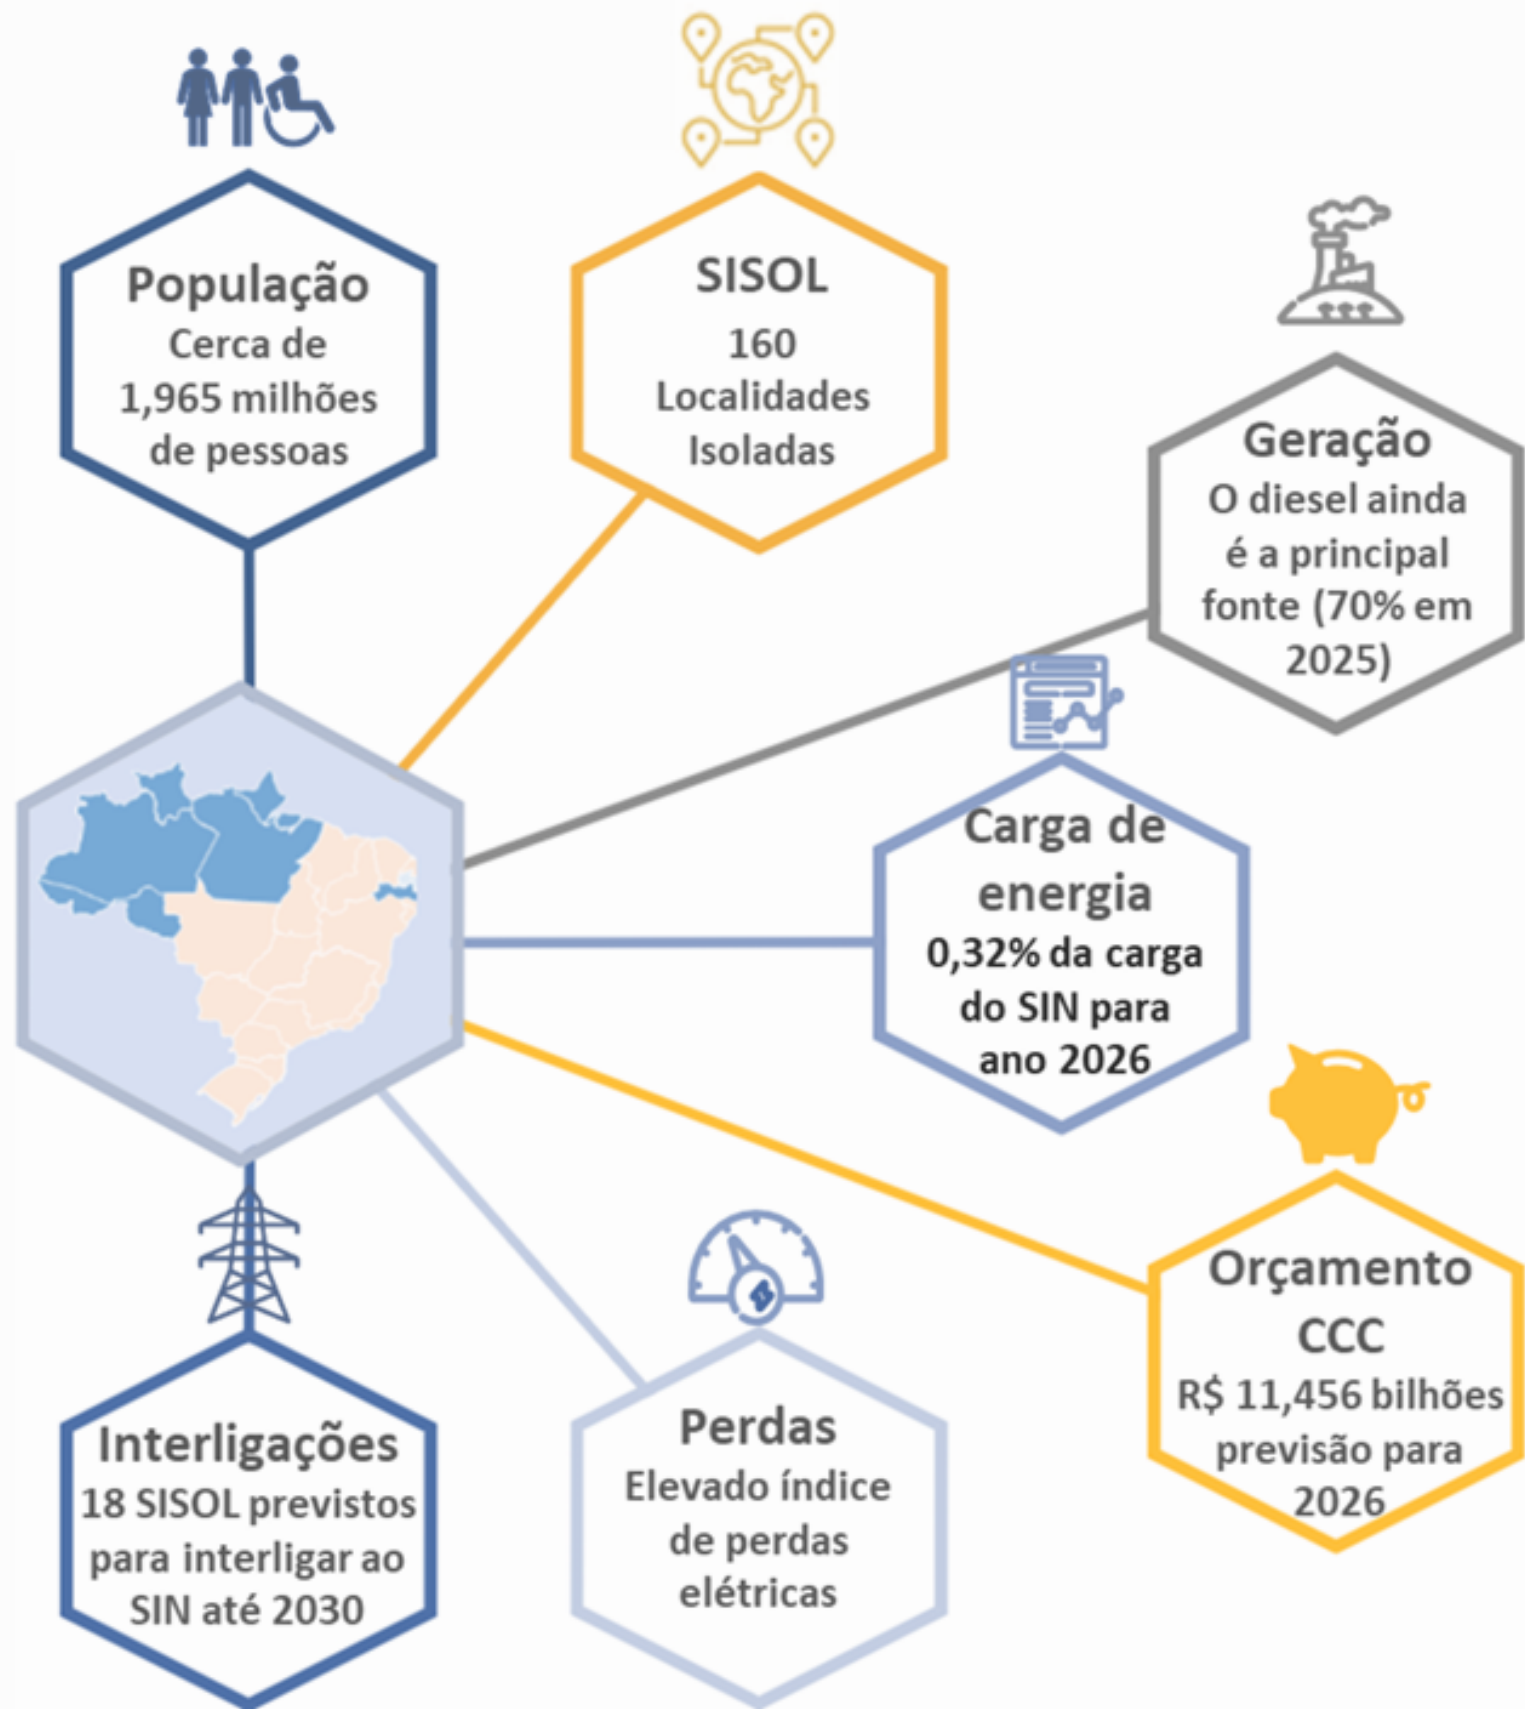 População
Cerca de
1,965 milhões
de pessoas
SISOL
160
Localidades
Isoladas
Geração
O diesel ainda
é a principal
fonte (70% em
2025)
Carga de
energia
0,32% da carga
do SIN para
ano 2026
Orçamento
CCC
R$ 11,456 bilhões
previsão para
2026
Perdas
Elevado índice
de perdas
elétricas
Interligações
18 SISOL previstos
para interligar ao
SIN até 2030